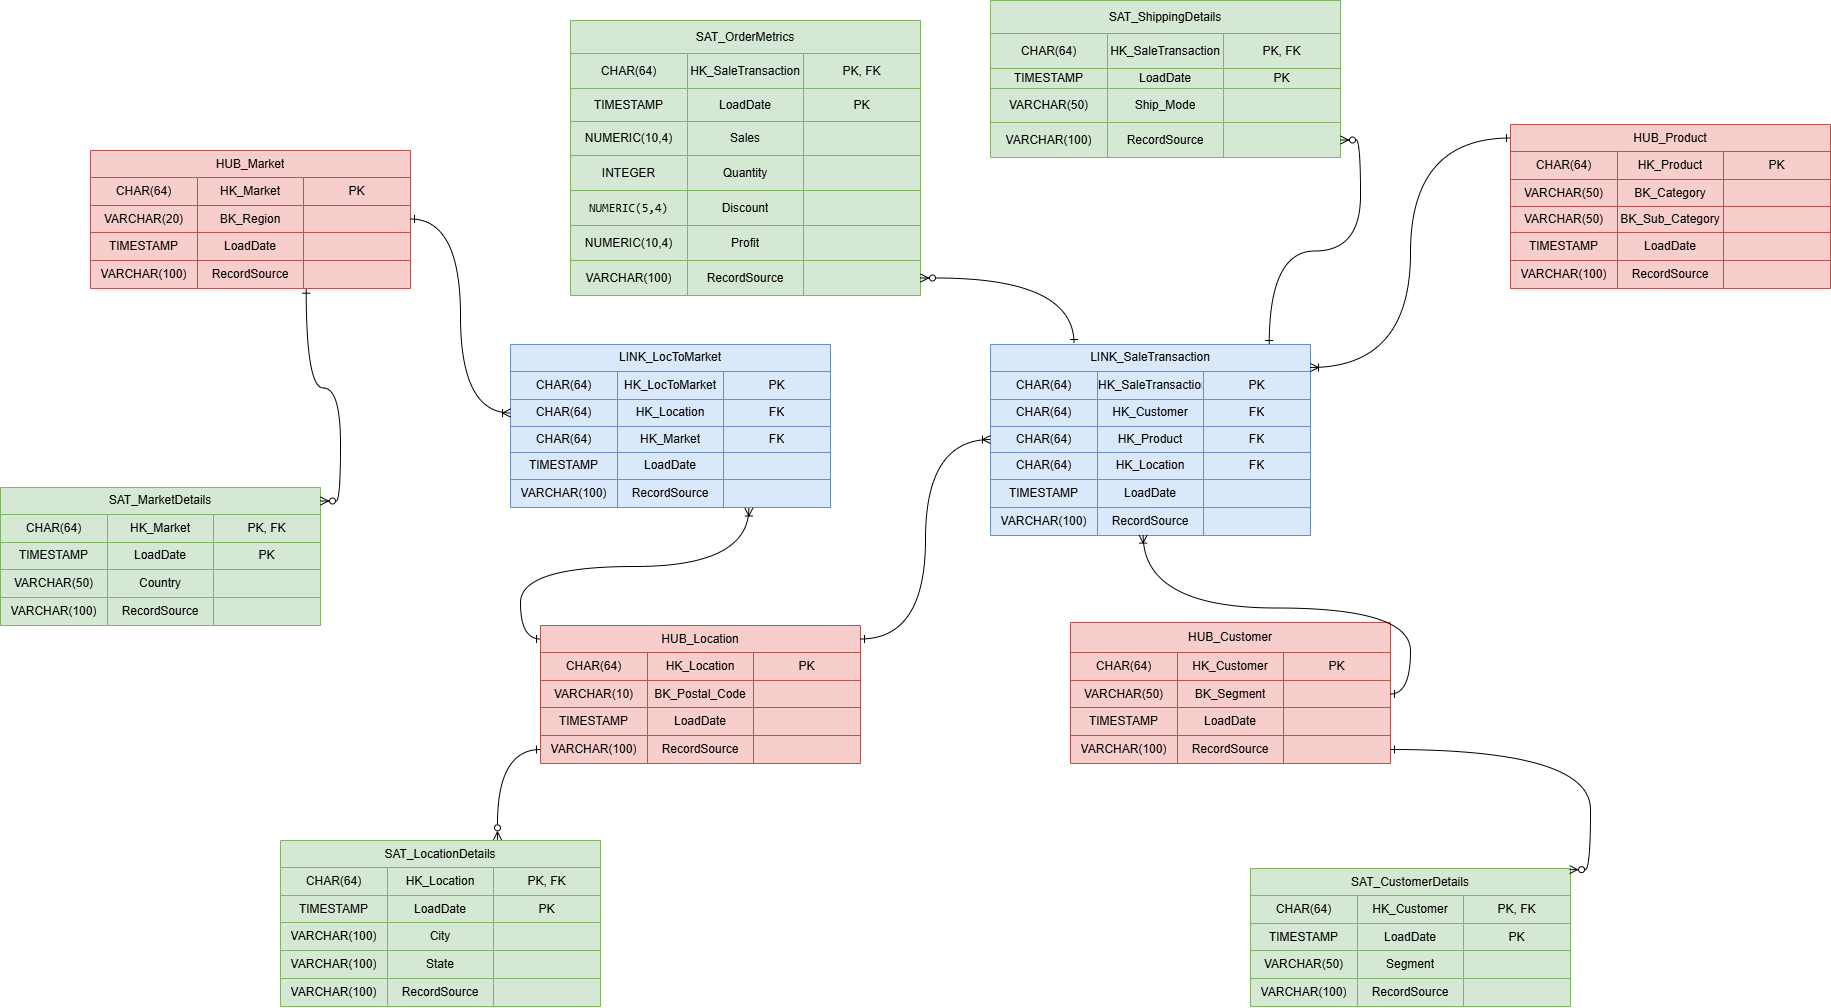 SAT_ShippingDetails
CHAR(64) HK_SaleTransaction PK, FK
TIMESTAMP LoadDate PK
VARCHAR(50) Ship_Mode
VARCHAR(100) RecordSource
SAT_OrderMetrics
CHAR(64) HK_SaleTransaction PK, FK
TIMESTAMP LoadDate PK
NUMERIC(10,4) Sales
INTEGER Quantity
NUMERIC(5,4) Discount
NUMERIC(10,4) Profit
VARCHAR(100) RecordSource
HUB_Product
CHAR(64) HK_Product PK
VARCHAR(50) BK_Category
VARCHAR(50) BK_Sub_Category
TIMESTAMP LoadDate
VARCHAR(100) RecordSource
HUB_Market
CHAR(64) HK_Market PK
VARCHAR(20) BK_Region
TIMESTAMP LoadDate
VARCHAR(100) RecordSource
LINK_LocToMarket
CHAR(64) HK_LocToMarket PK
CHAR(64) HK_Location FK
CHAR(64) HK_Market FK
TIMESTAMP LoadDate
VARCHAR(100) RecordSource
LINK_SaleTransaction
CHAR(64) HK_SaleTransactio PK
CHAR(64) HK_Customer FK
CHAR(64) HK_Product FK
CHAR(64) HK_Location FK
TIMESTAMP LoadDate
VARCHAR(100) RecordSource
SAT_MarketDetails
CHAR(64) HK_Market PK, FK
TIMESTAMP LoadDate PK
VARCHAR(50) Country
VARCHAR(100) RecordSource
HUB_Location
CHAR(64) HK_Location PK
VARCHAR(10) BK_Postal_Code
TIMESTAMP LoadDate
VARCHAR(100) RecordSource
HUB_Customer
CHAR(64) HK_Customer PK
VARCHAR(50) BK_Segment
TIMESTAMP LoadDate
VARCHAR(100) RecordSource
SAT_LocationDetails
CHAR(64) HK_Location PK, FK
TIMESTAMP LoadDate PK
VARCHAR(100) City
VARCHAR(100) State
VARCHAR(100) RecordSource
SAT_CustomerDetails
CHAR(64) HK_Customer PK, FK
TIMESTAMP LoadDate PK
VARCHAR(50) Segment
VARCHAR(100) RecordSource